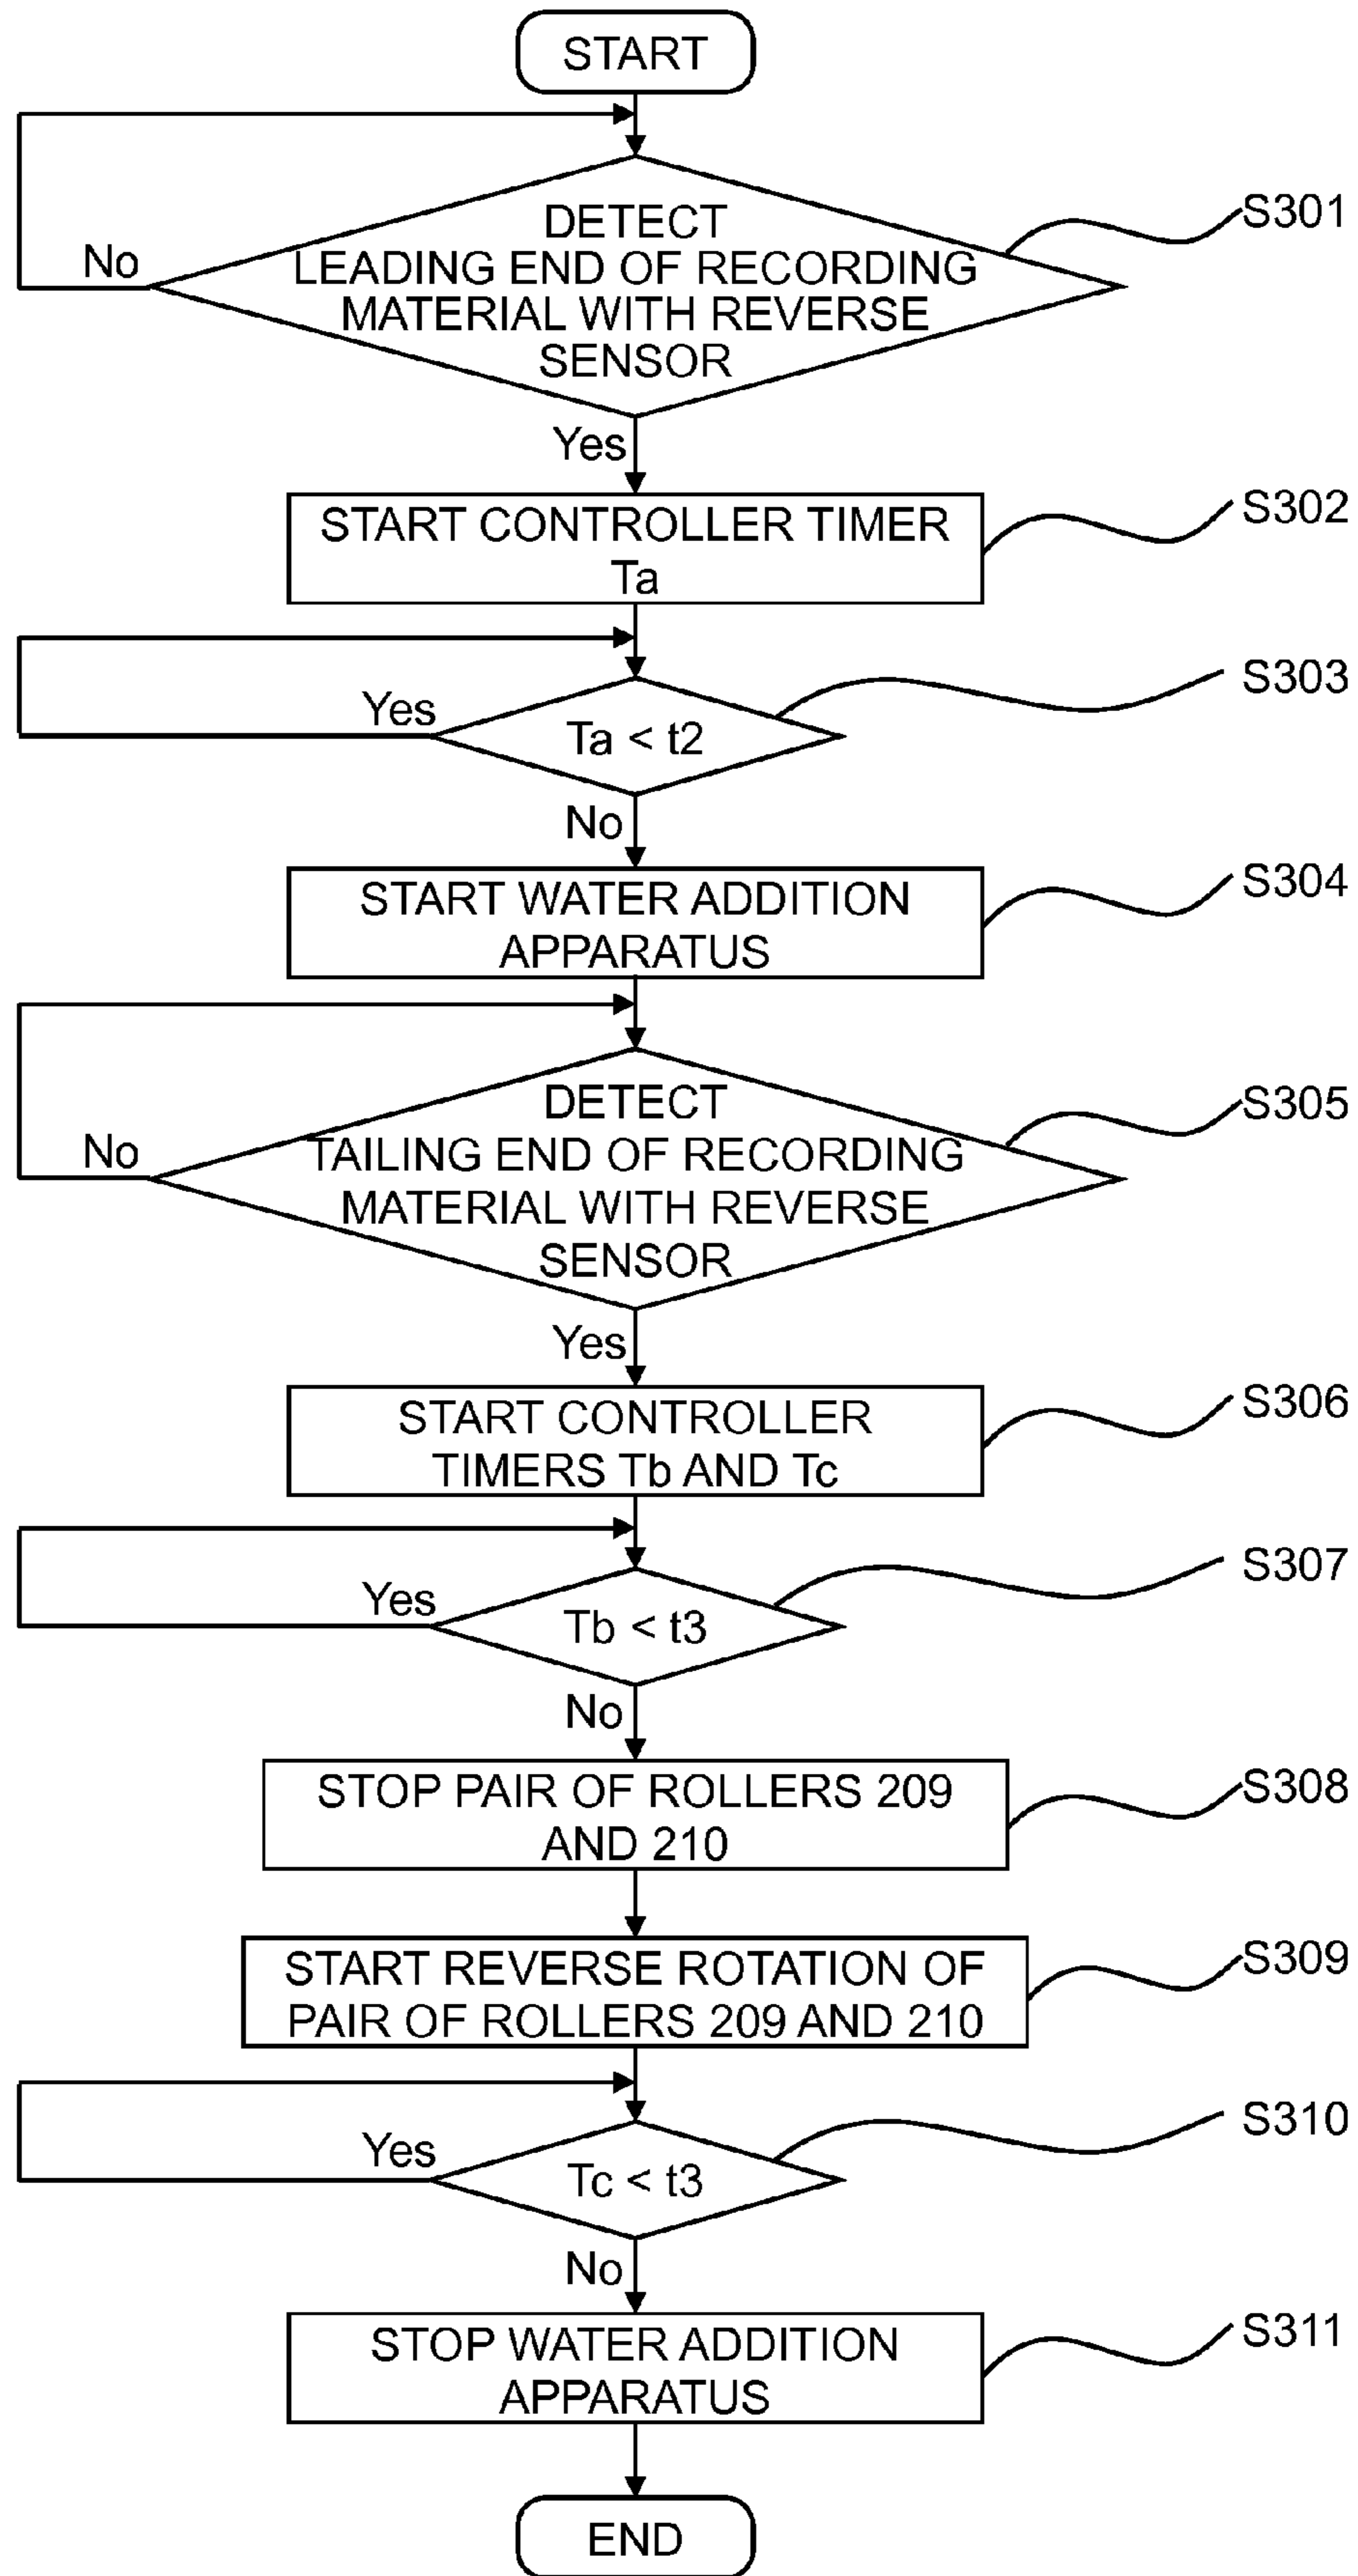 START
DETECT
LEADING END OF RECORDING
MATERIAL WITH REVERSE
SENSOR
S301
No
Yes
START CONTROLLER TIMER
Ta
S302
Ta < t2
S303
Yes
No
START WATER ADDITION
APPARATUS
S304
DETECT
TAILING END OF RECORDING
MATERIAL WITH REVERSE
SENSOR
S305
No
Yes
START CONTROLLER
TIMERS Tb AND Tc
S306
Tb < t3
S307
Yes
No
STOP PAIR OF ROLLERS 209
AND 210
S308
START REVERSE ROTATION OF
PAIR OF ROLLERS 209 AND 210
S309
Tc < t3
S310
Yes
No
STOP WATER ADDITION
APPARATUS
S311
END